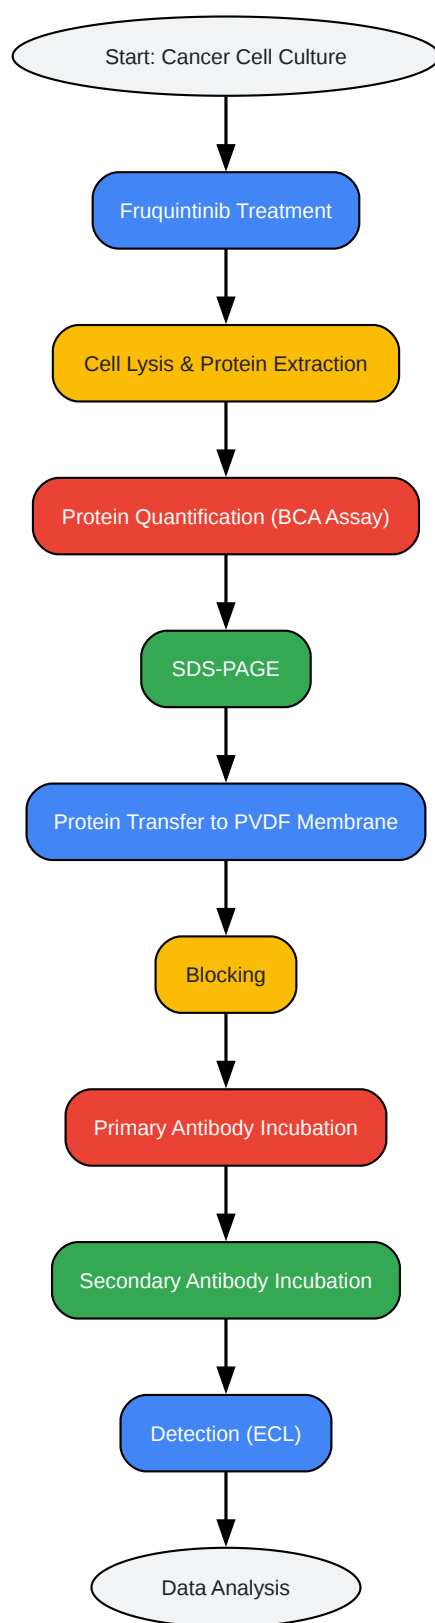 Start: Cancer Cell Culture
Fruquintinib Treatment
Cell Lysis & Protein Extraction
Protein Quantification (BCA Assay)
SDS-PAGE
Protein Transfer to PVDF Membrane
Blocking
Primary Antibody Incubation
Secondary Antibody Incubation
Detection (ECL)
Data Analysis